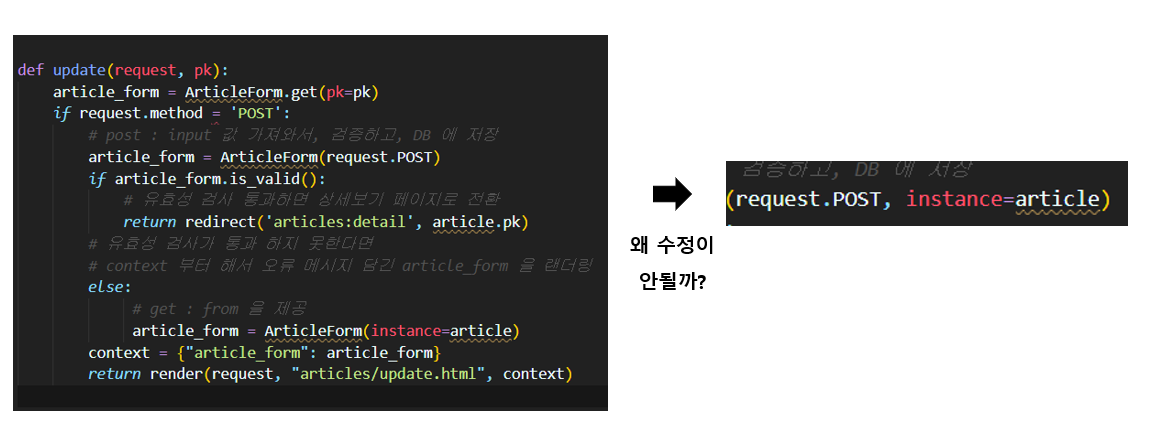 def update(request, pk):
    article_form = ArticleForm.get(pk=pk)
    if request.method = 'POST':
        # post : input 값 가져와서, 검증하고, DB 에 저장
        article_form = ArticleForm(request.POST)
        if article_form.is_valid():
            # 유효성 검사 통과하면 상세보기 페이지로 전환
            return redirect('articles:detail', article.pk)
        # 유효성 검사가 통과 하지 못한다면
        # context 부터 해서 오류 메시지 담긴 article_form 을 랜더링
        else:
            # get : from 을 제공
            article_form = ArticleForm(instance=article)
        context = {"article_form": article_form}
        return render(request, "articles/update.html", context)
검증하고, DB 에 저장
(request.POST, instance=article)
왜 수정이
안될까?